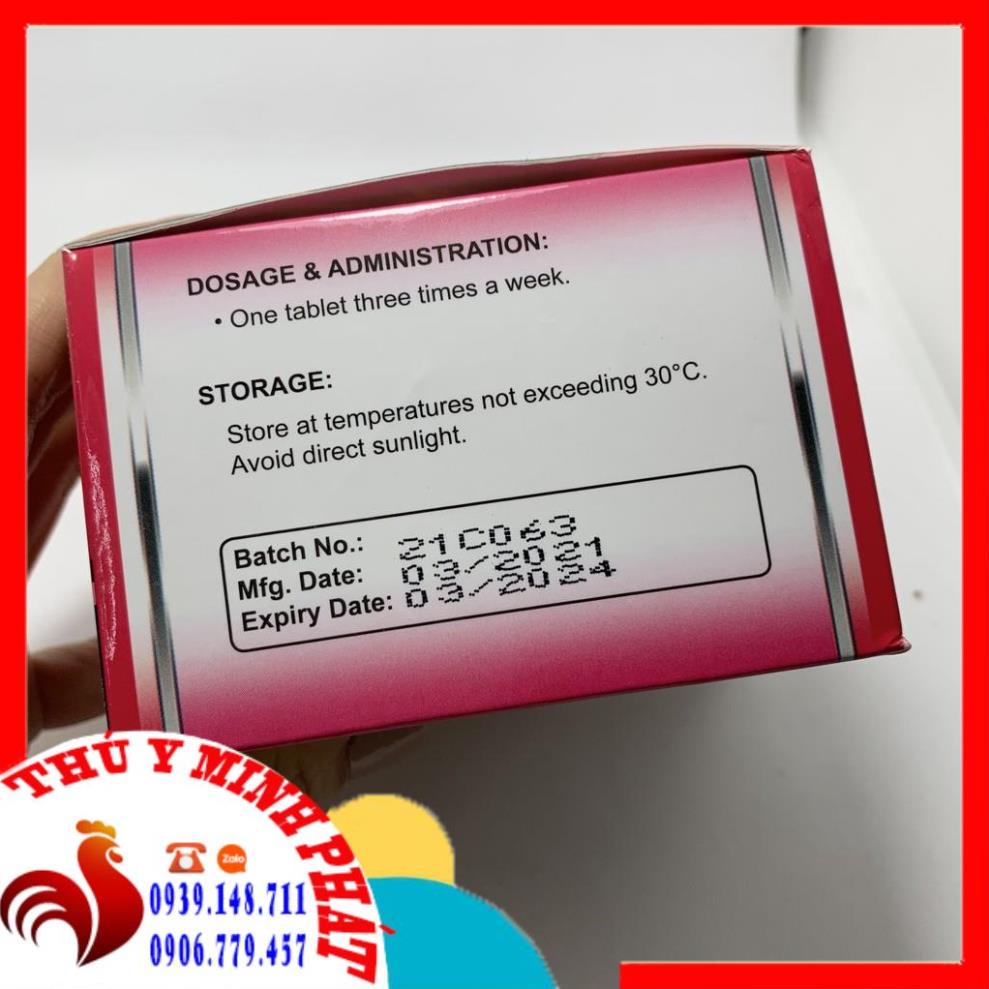 DOSAGE & ADMINISTRATION:
• One tablet three times a week.
STORAGE:
Store at temperatures not exceeding 30°C.
Avoid direct sunlight.
Batch No.: 21C063
Mfg. Date: 03/2021
Expiry Date: 03/2024
THÚ Y MINH PHÁT
Zalo
0939.148.711
0906.779.457